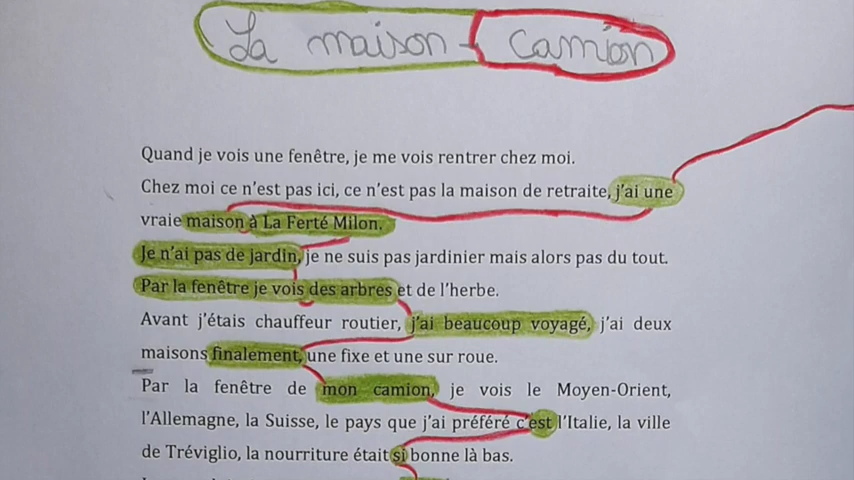 La maison - camion
Quand je vois une fenêtre, je me vois rentrer chez moi.
Chez moi ce n'est pas ici, ce n'est pas la maison de retraite, j'ai une
vraie maison à La Ferté Milon.
Je n'ai pas de jardin, je ne suis pas jardinier mais alors pas du tout.
Par la fenêtre je vois des arbres et de l'herbe.
Avant j'étais chauffeur routier, j'ai beaucoup voyagé, j'ai deux
maisons finalement, une fixe et une sur roue.
Par la fenêtre de mon camion, je vois le Moyen-Orient,
l'Allemagne, la Suisse, le pays que j'ai préféré c'est l'Italie, la ville
de Tréviglio, la nourriture était si bonne là bas.